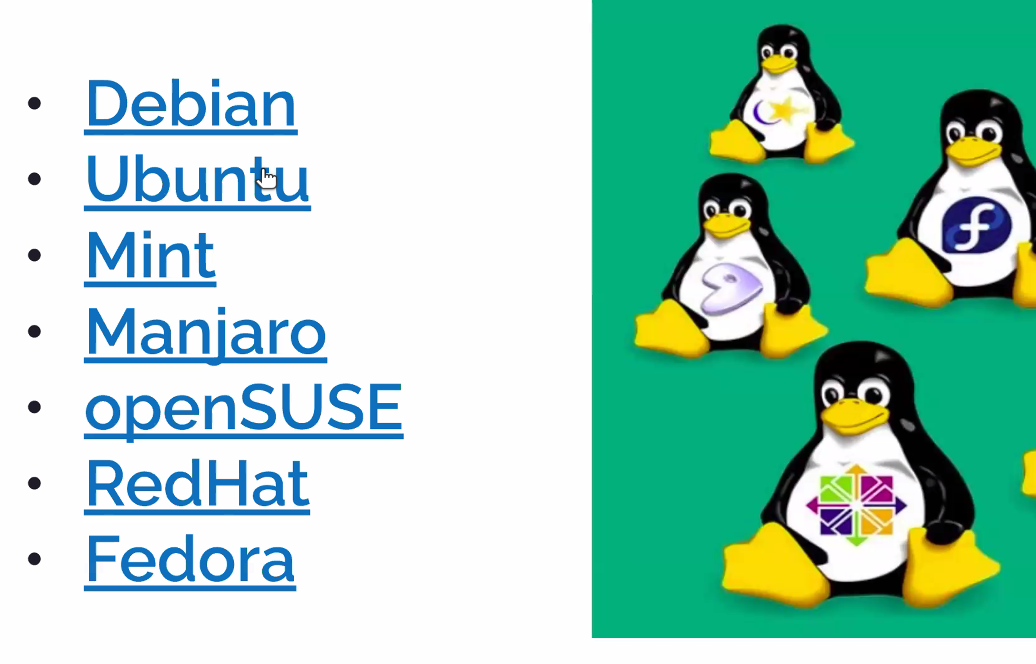 Debian
Ubuntu
Mint
Manjaro
openSUSE
RedHat
Fedora